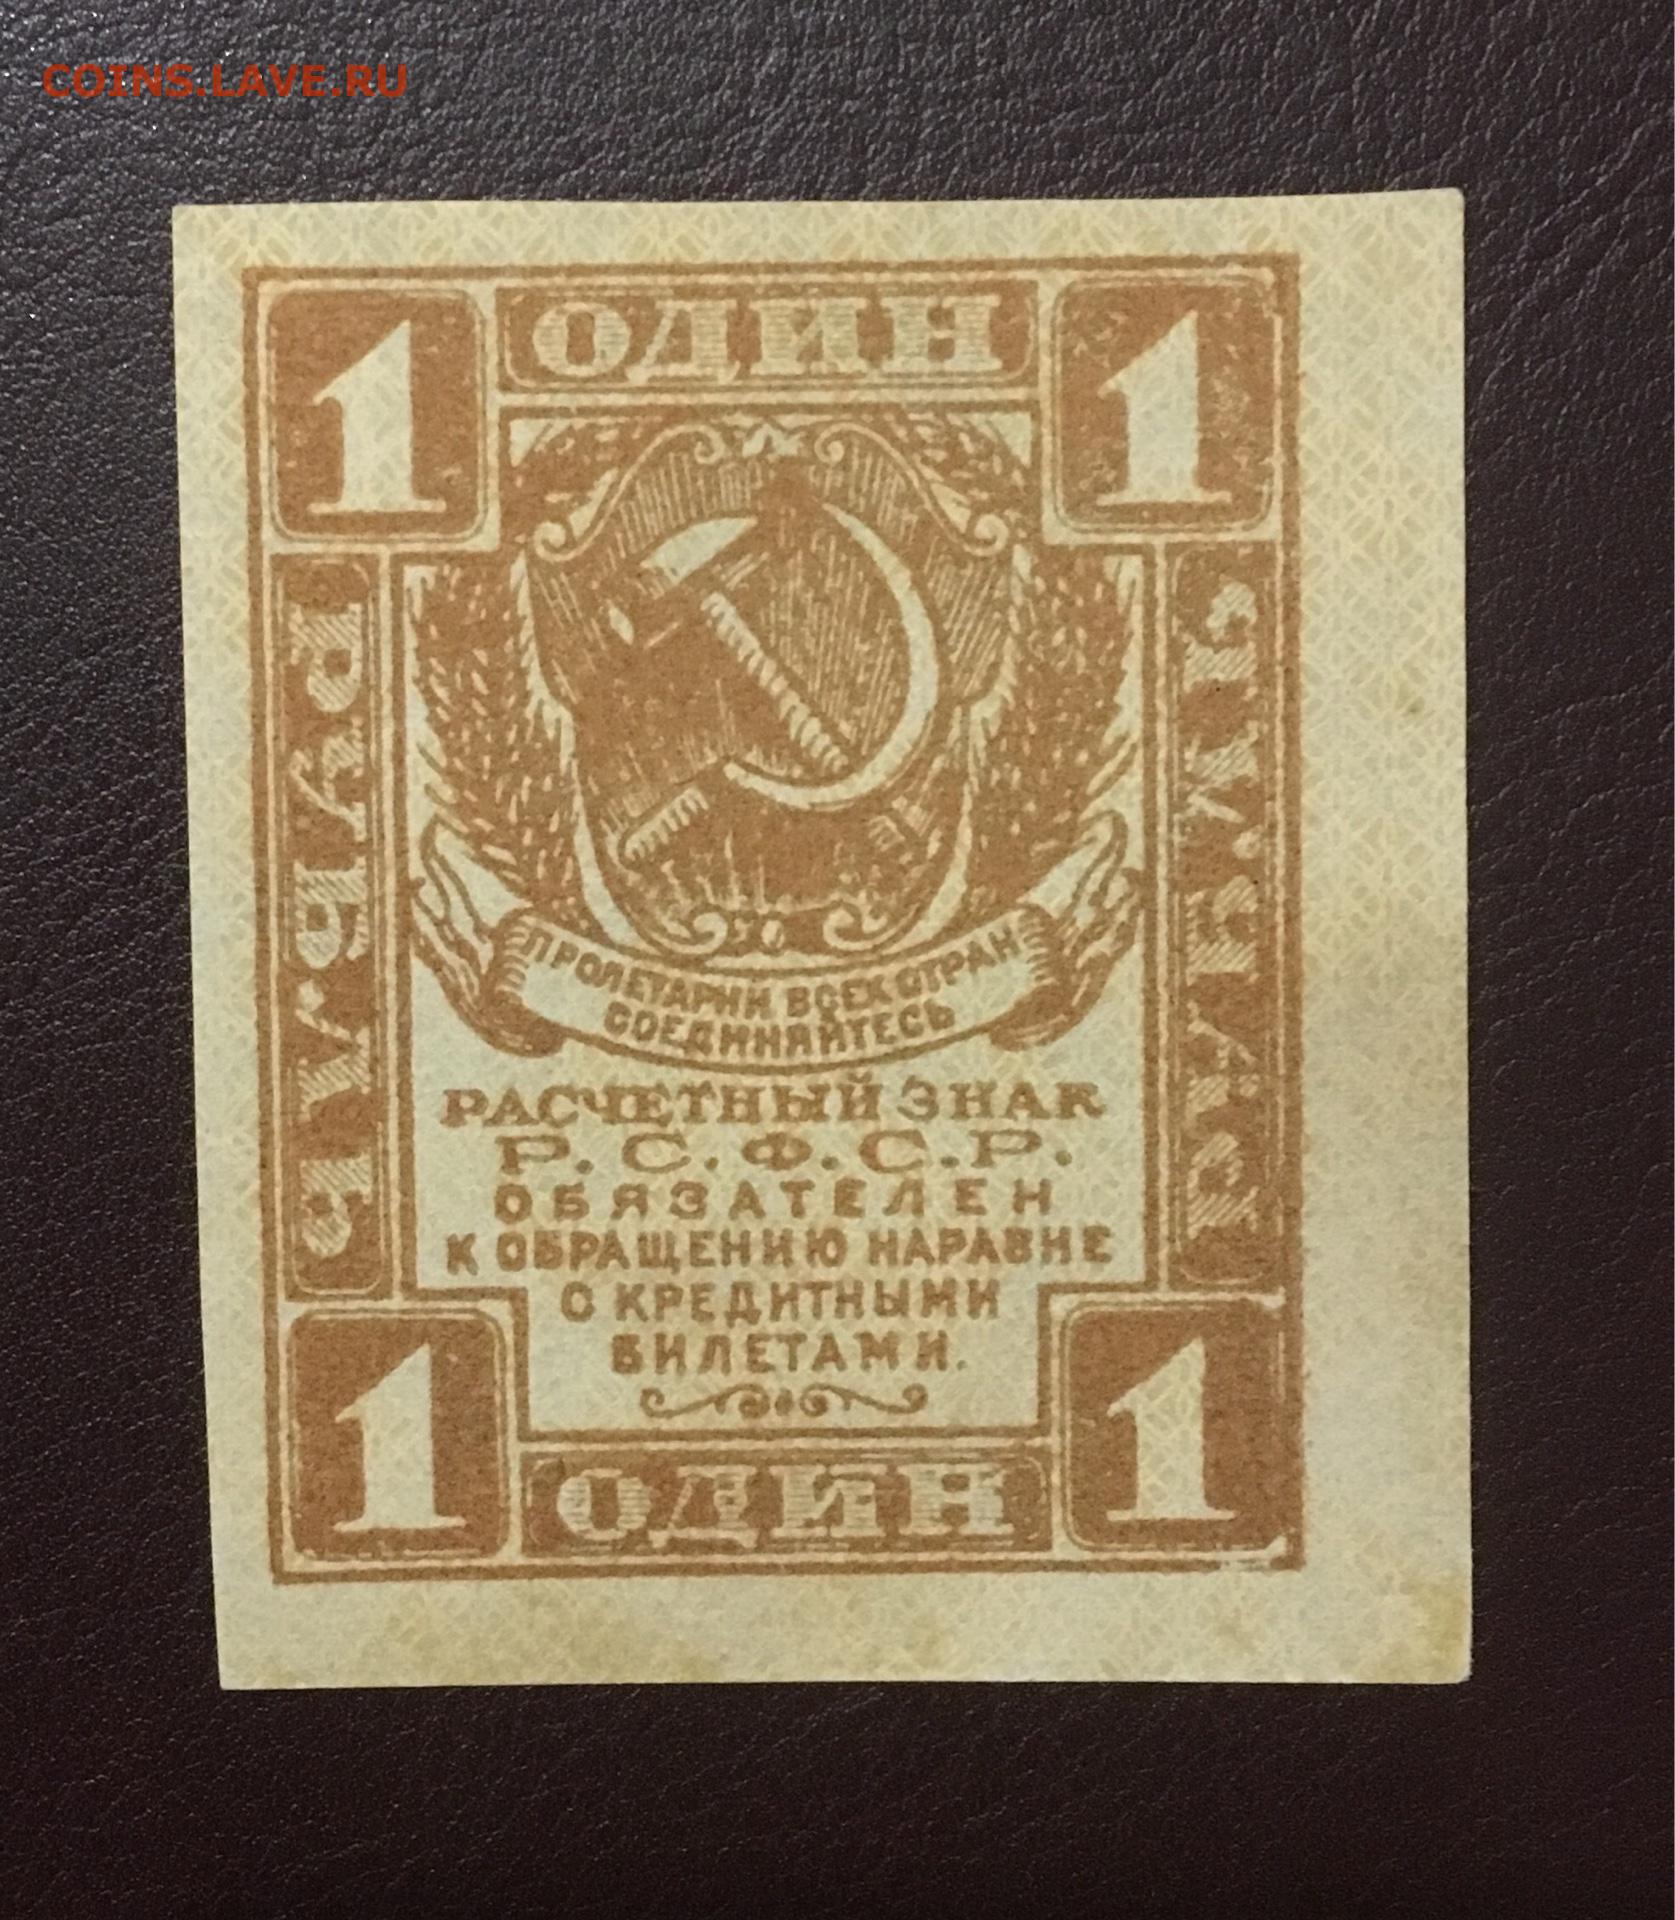 COINS.LAVE.RU
1 ОДИН 1
РУБЛЬ
РУБЛЬ
ПРОЛЕТАРИИ ВСЕХ СТРАН
СОЕДИНЯЙТЕСЬ
РАСЧЕТНЫЙ ЗНАК
Р.С.Ф.С.Р.
ОБЯЗАТЕЛЕН
К ОБРАЩЕНИЮ НАРАВНЕ
С КРЕДИТНЫМИ
БИЛЕТАМИ.
1 ОДИН 1